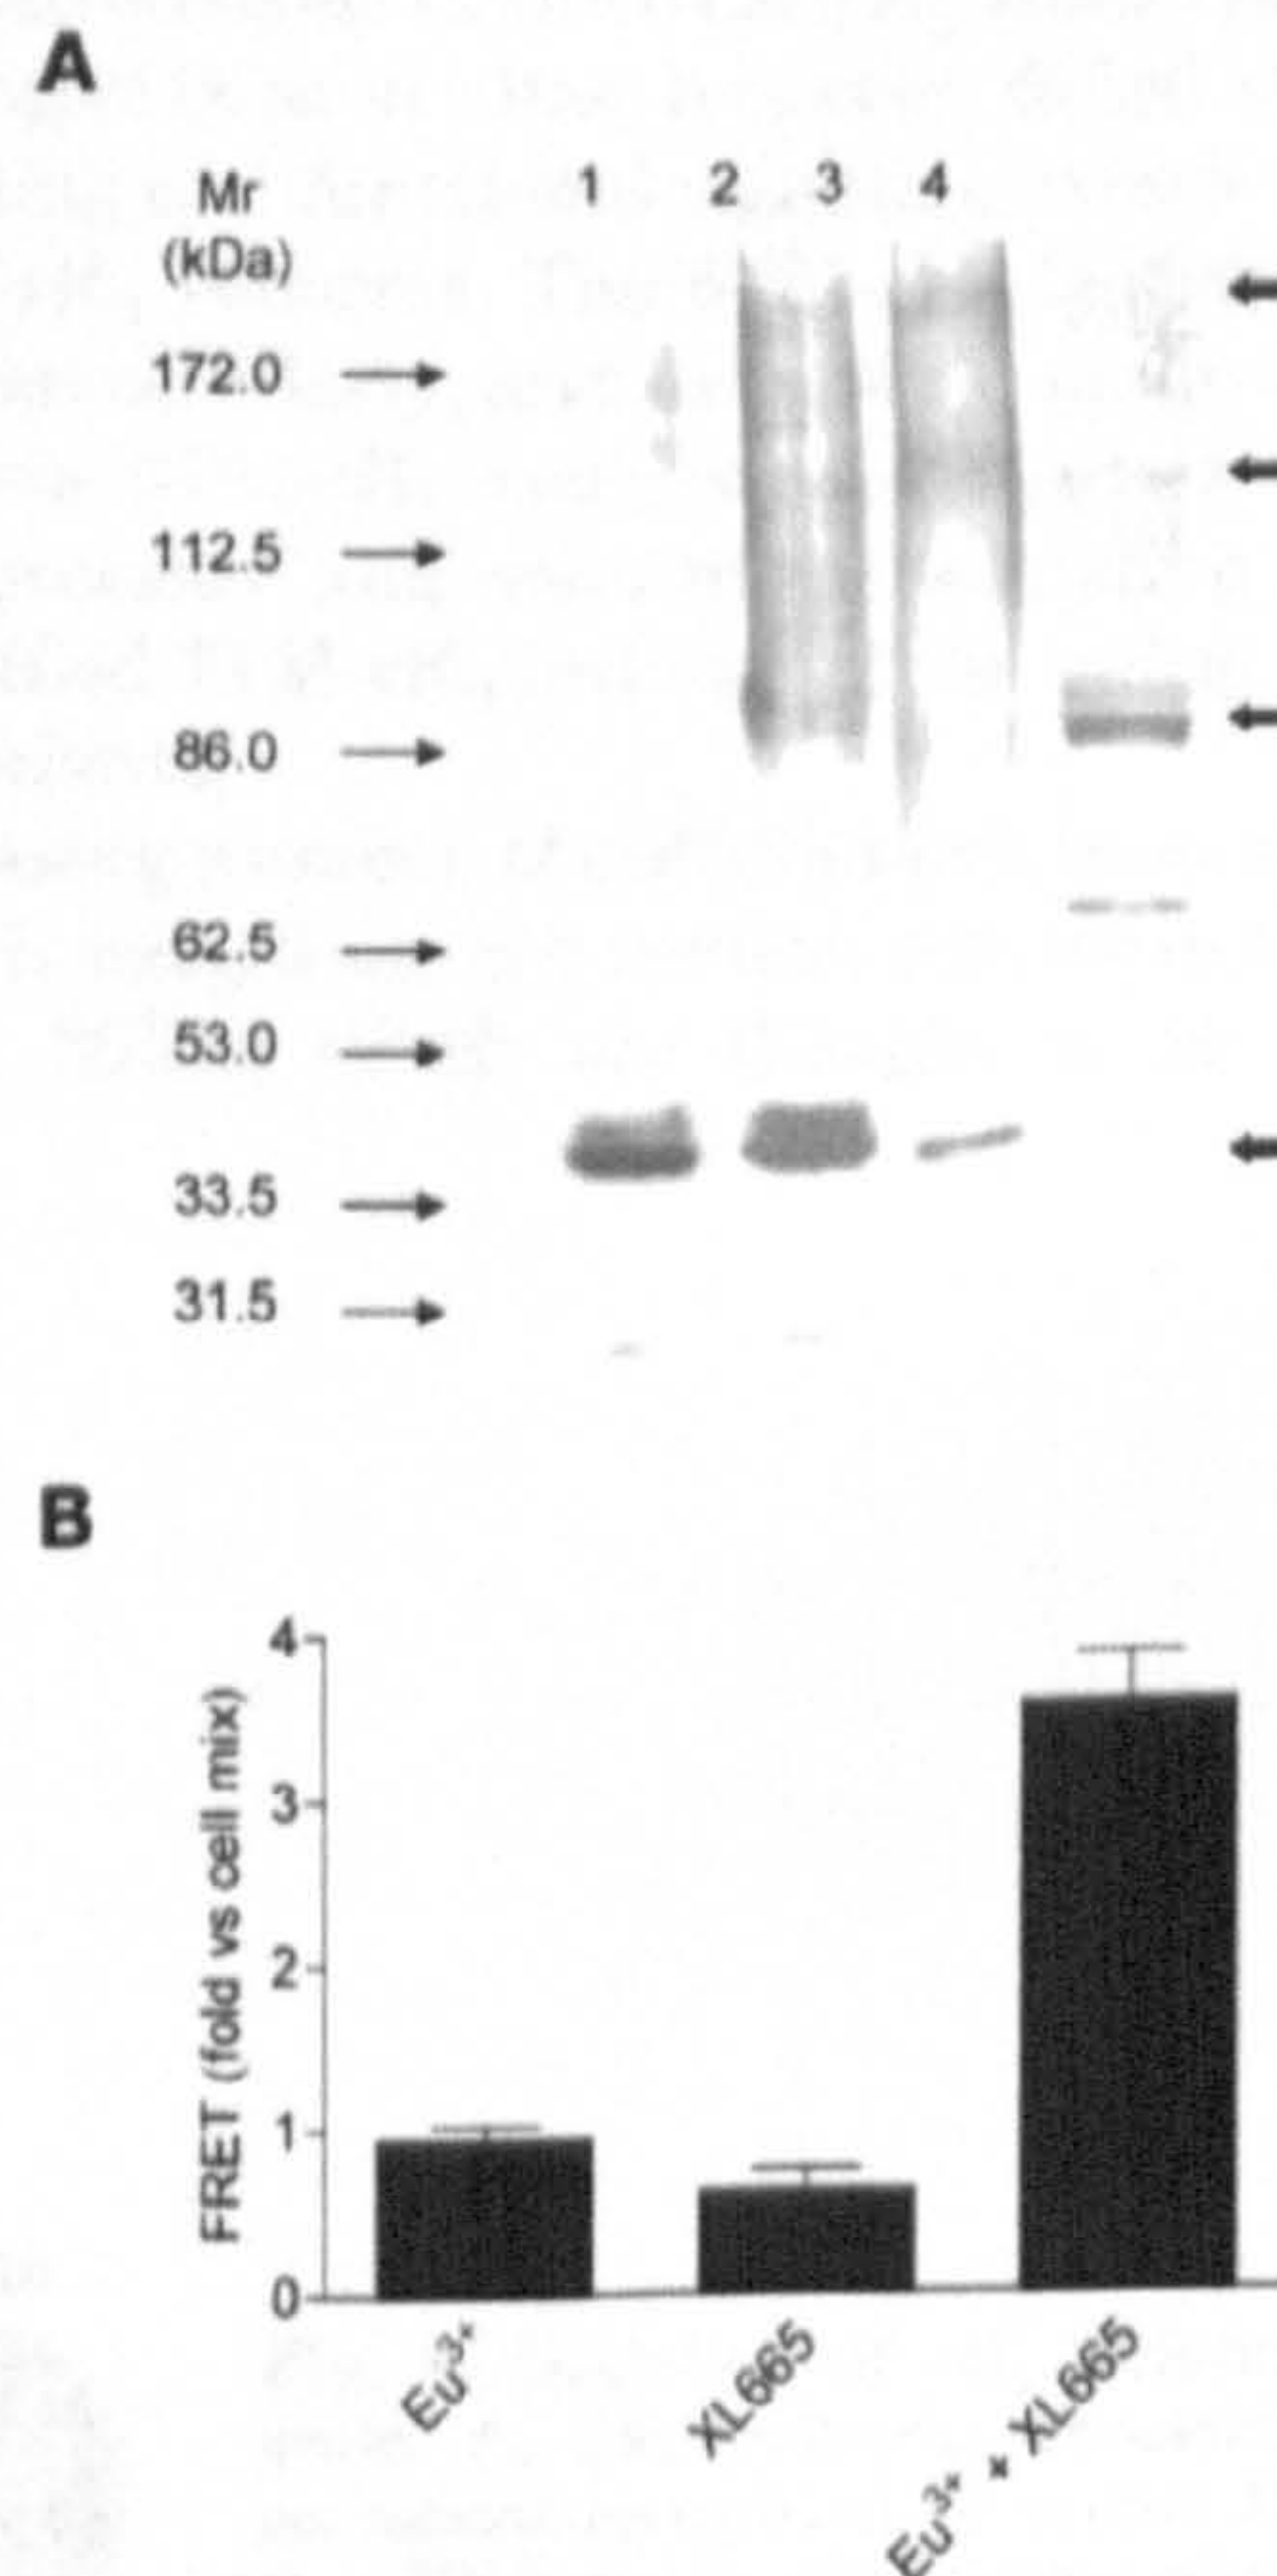 A
Mr 1 2 3 4
(kDa)
172.0
112.5
86.0
62.5
53.0
33.5
31.5
B
FRET (fold vs cell mix)
4
3
2
1
0
Eu³⁺
XL665
Eu³⁺ + XL665